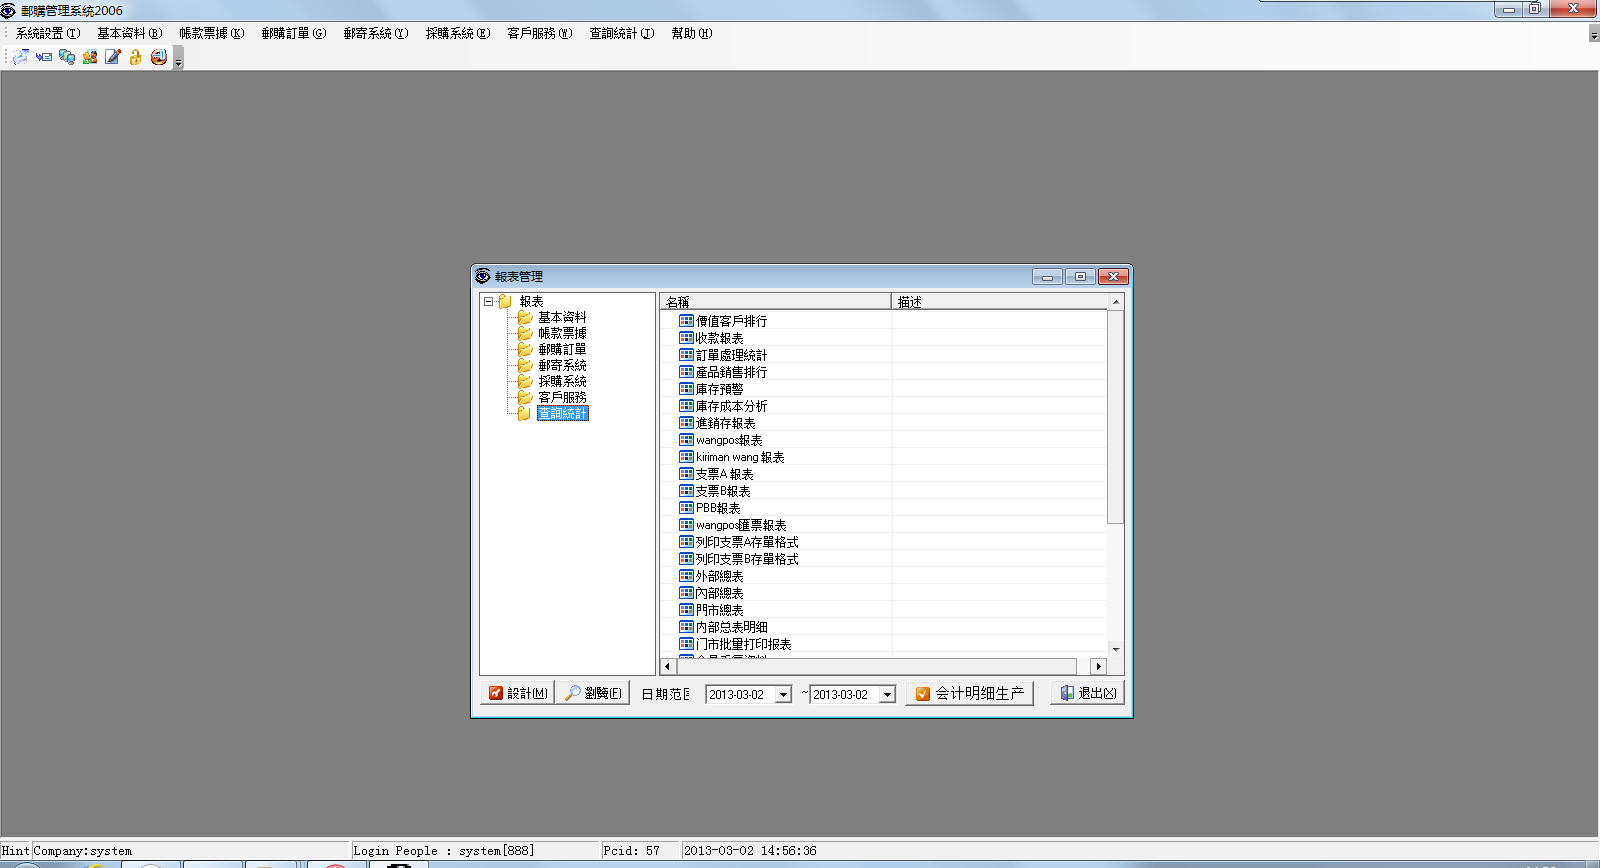 郵購管理系統2006
系統設置(T) 基本資料(B) 帳款票據(K) 郵購訂單(G) 郵寄系統(Y) 採購系統(E) 客戶服務(W) 查詢統計(J) 幫助(H)
報表管理
報表
基本資料
帳款票據
郵購訂單
郵寄系統
採購系統
客戶服務
查詢統計
名稱 描述
價值客戶排行
收款報表
訂單處理統計
產品銷售排行
庫存預警
庫存成本分析
進銷存報表
wangpos報表
kiriman wang 報表
支票A 報表
支票B報表
PBB報表
wangpos匯票報表
列印支票A存單格式
列印支票B存單格式
外部總表
內部總表
門市總表
内部总表明细
门市批量打印报表
設計(M) 瀏覽(F) 日期范 2013-03-02 ~ 2013-03-02 会计明细生产 退出(X)
Hint Company:system Login People : system[888] Pcid: 57 2013-03-02 14:56:36